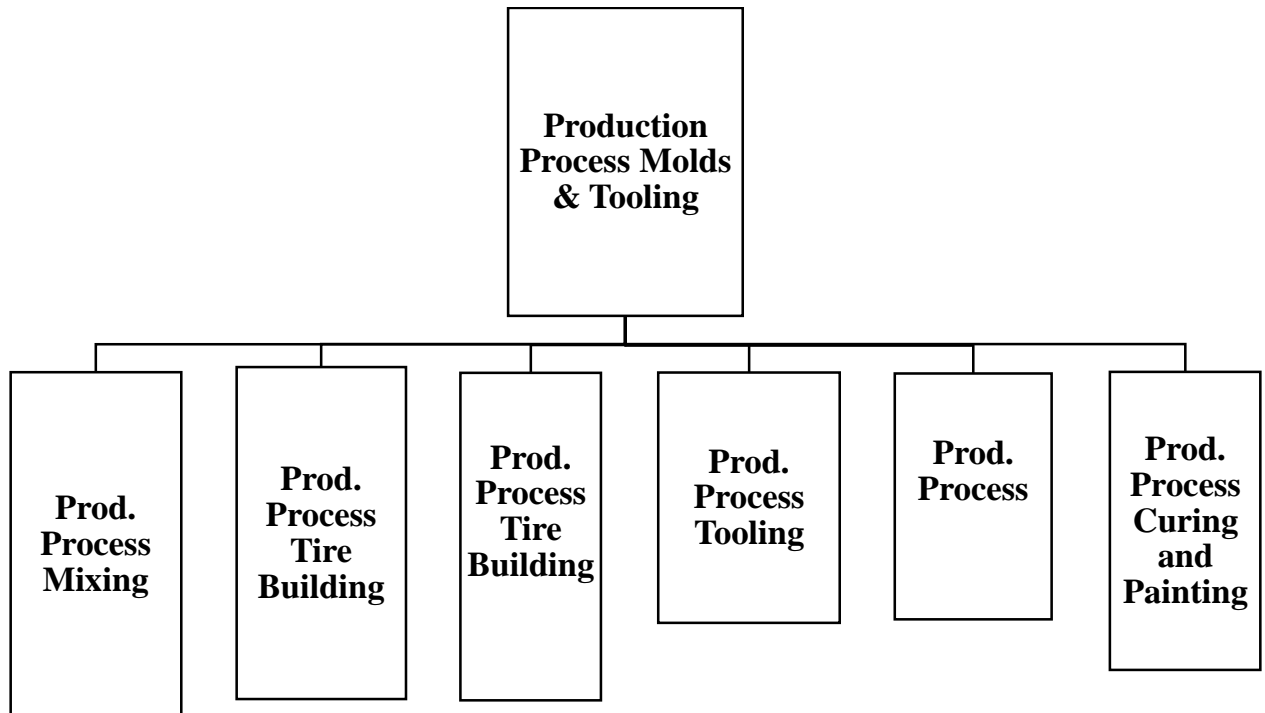 Production
Process Molds
& Tooling
Prod.
Process
Mixing
Prod.
Process
Tire
Building
Prod.
Process
Tire
Building
Prod.
Process
Tooling
Prod.
Process
Prod.
Process
Curing
and
Painting